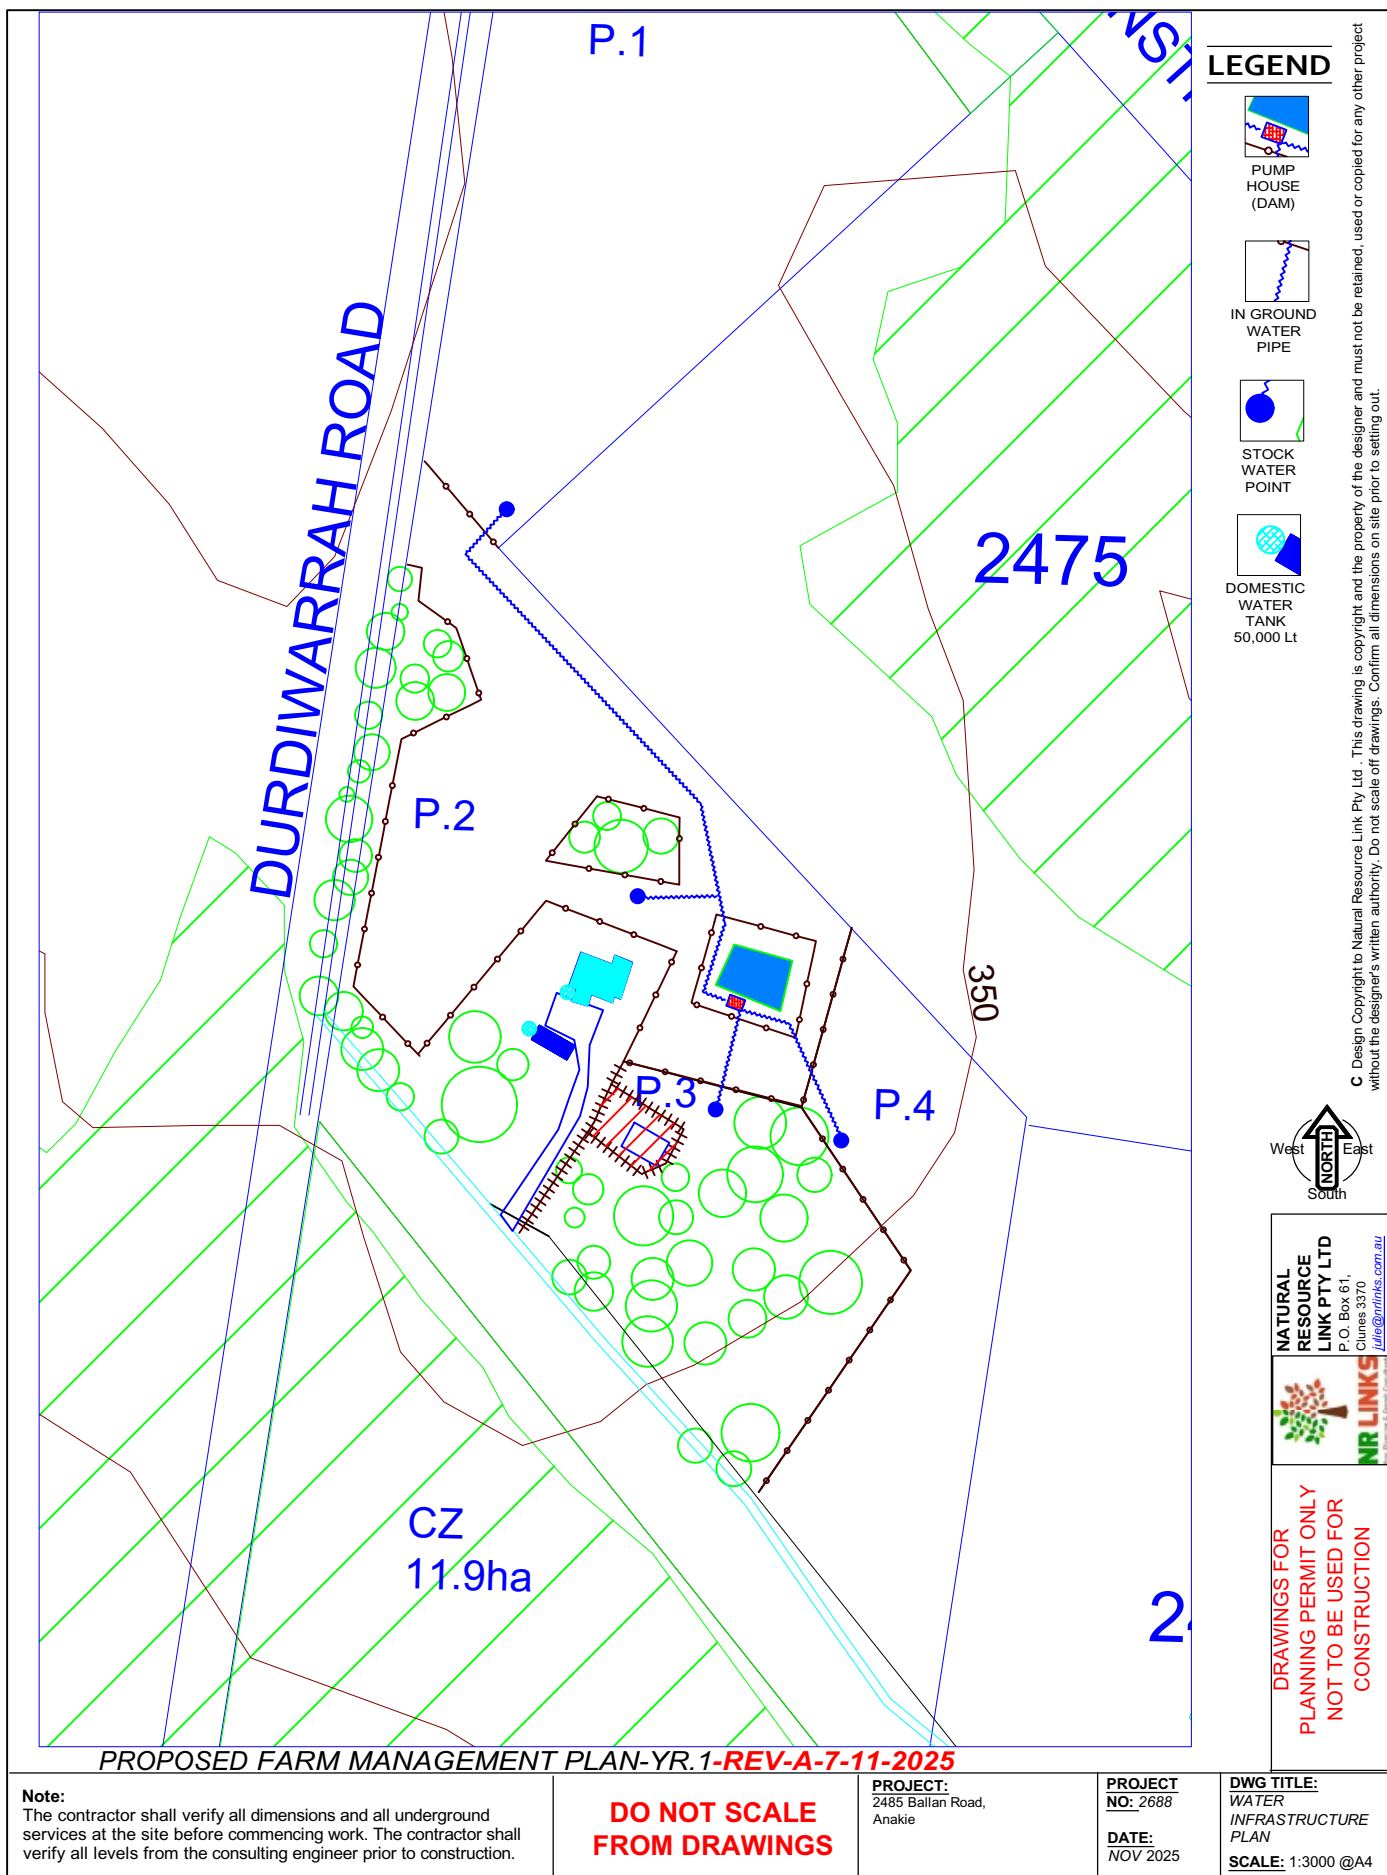 P.1
DURDIWARRAH ROAD
2475
P.2
350
P.3
P.4
CZ
11.9ha
LEGEND
PUMP
HOUSE
(DAM)
IN GROUND
WATER
PIPE
STOCK
WATER
POINT
DOMESTIC
WATER
TANK
50,000 Lt
C Design Copyright to Natural Resource Link Pty Ltd . This drawing is copyright and the property of the designer and must not be retained, used or copied for any other project
without the designer's written authority. Do not scale off drawings. Confirm all dimensions on site prior to setting out.
West
NORTH
East
South
NATURAL
RESOURCE
LINK PTY LTD
P.O. Box 61,
Clunes 3370
julie@nrlinks.com.au
NR LINKS
DRAWINGS FOR
PLANNING PERMIT ONLY
NOT TO BE USED FOR
CONSTRUCTION
PROPOSED FARM MANAGEMENT PLAN-YR.1-REV-A-7-11-2025
Note:
The contractor shall verify all dimensions and all underground
services at the site before commencing work. The contractor shall
verify all levels from the consulting engineer prior to construction.
DO NOT SCALE
FROM DRAWINGS
PROJECT:
2485 Ballan Road,
Anakie
PROJECT
NO: 2688
DATE:
NOV 2025
DWG TITLE:
WATER
INFRASTRUCTURE
PLAN
SCALE: 1:3000 @A4